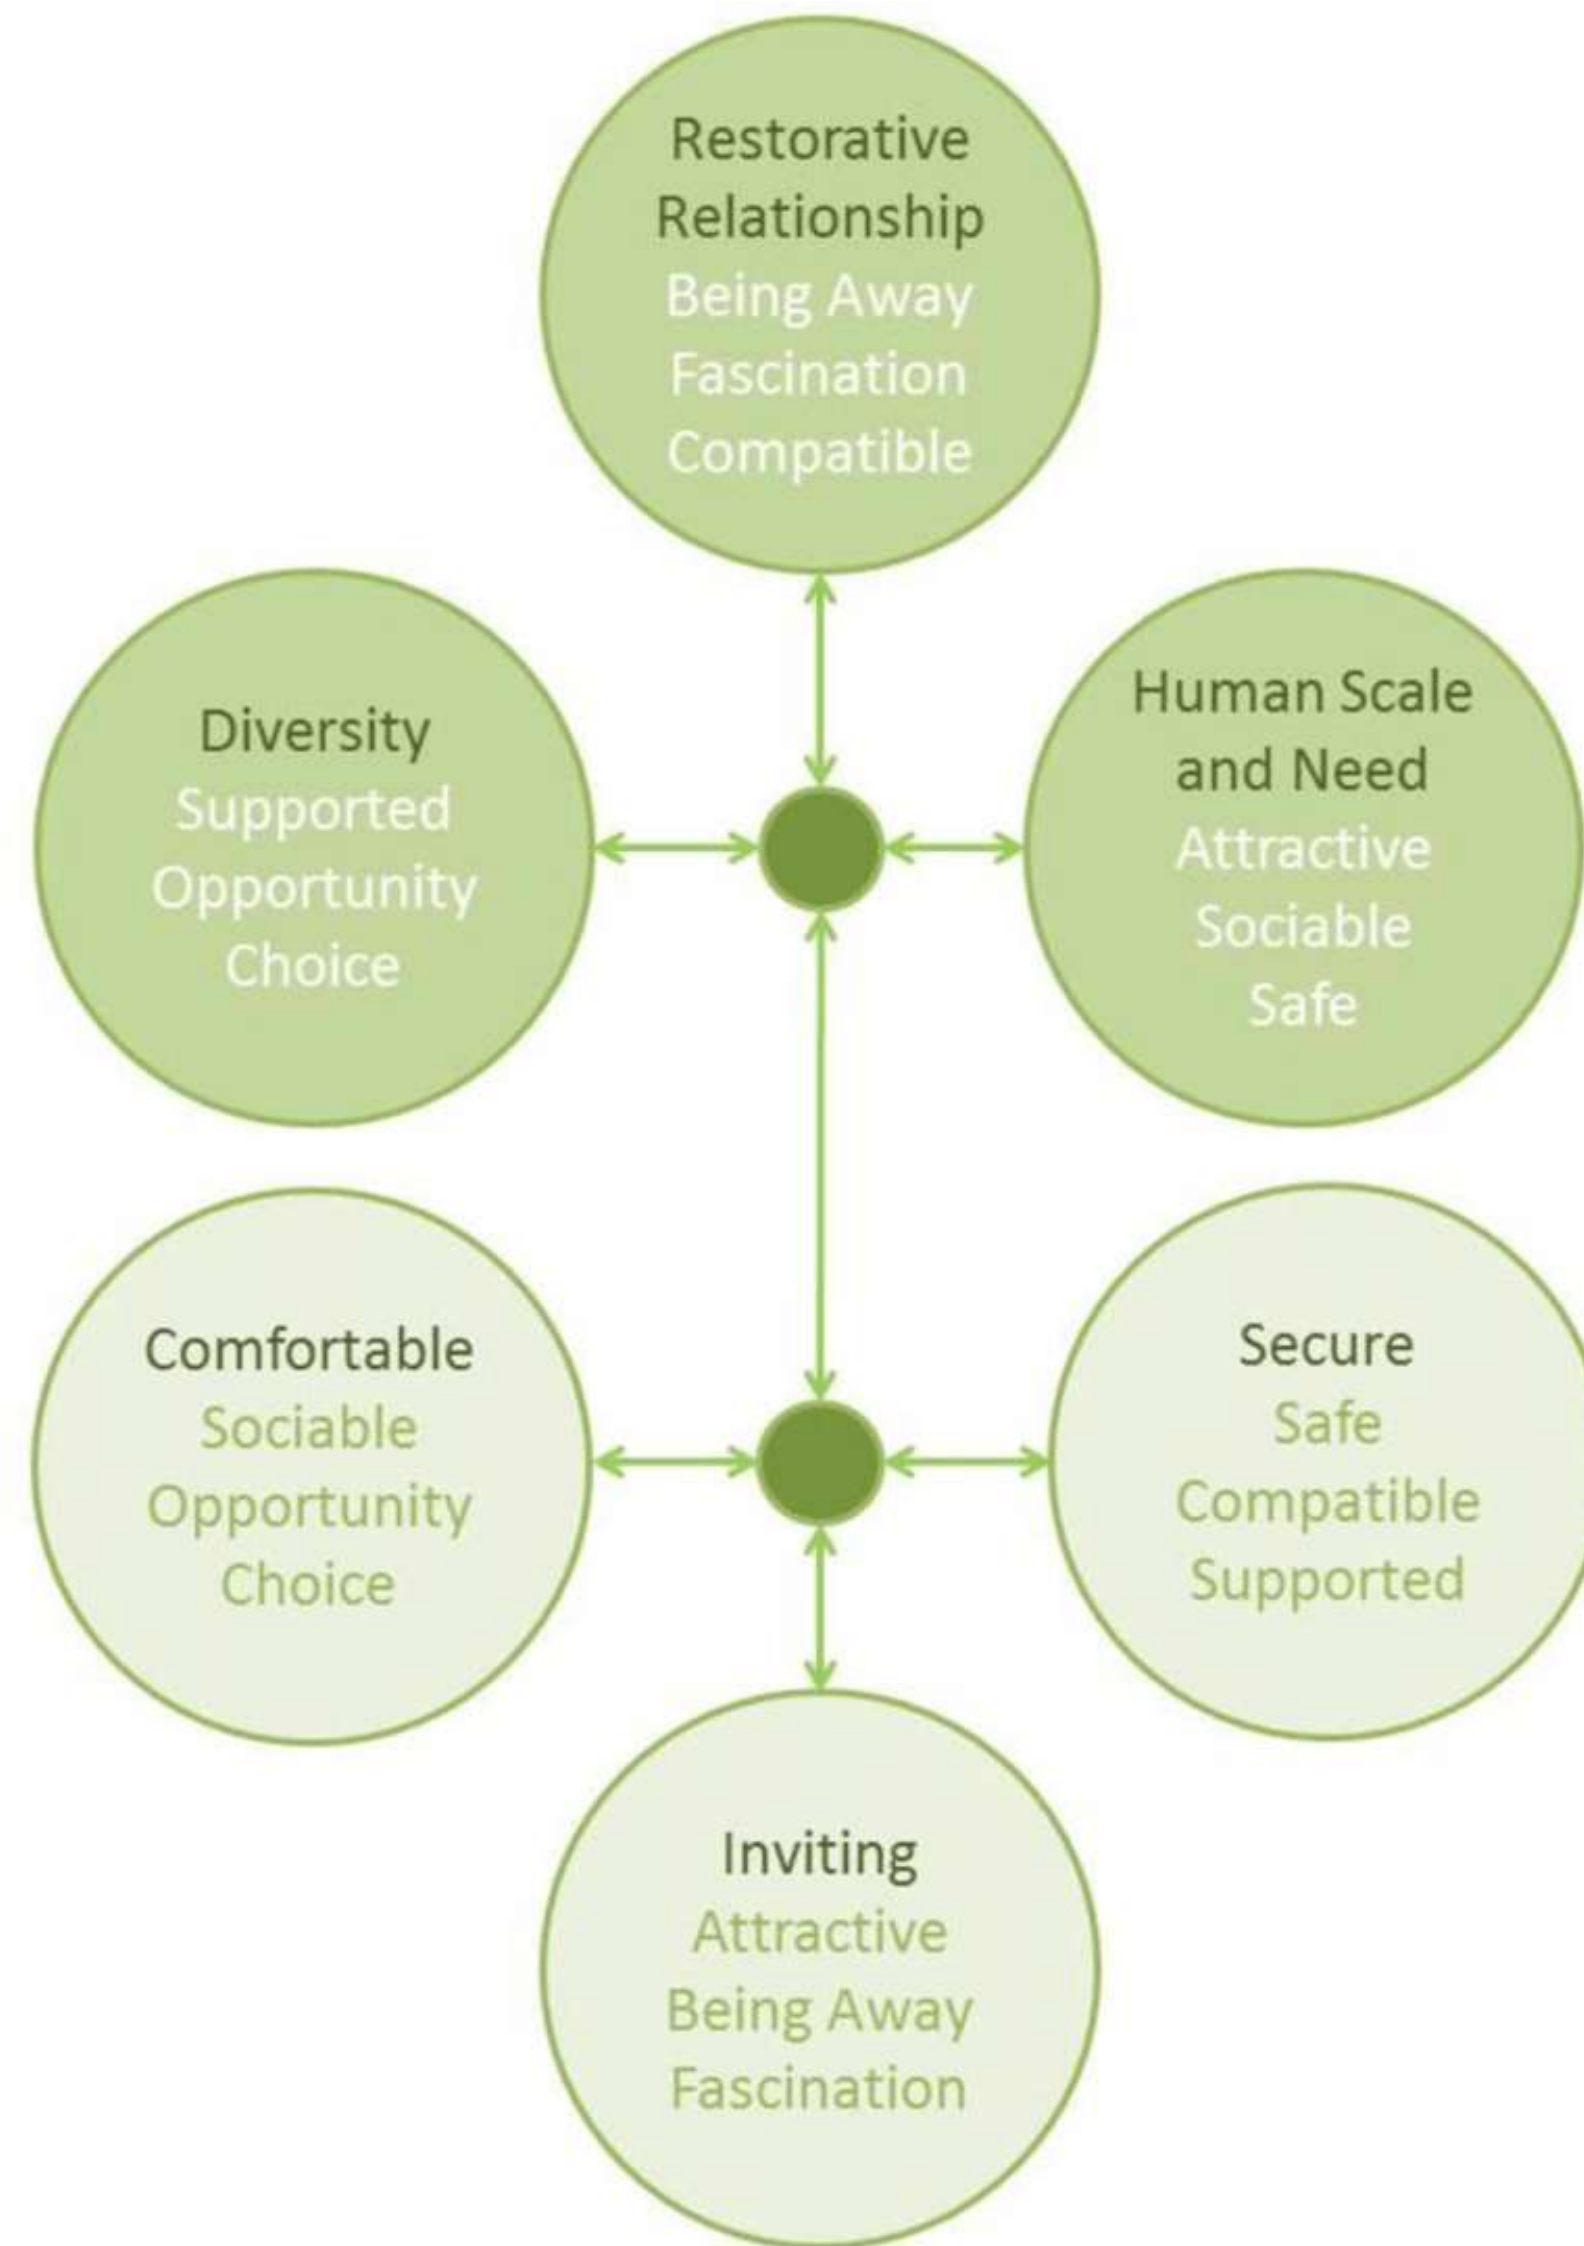 Restorative
Relationship
Being Away
Fascination
Compatible
Diversity
Supported
Opportunity
Choice
Human Scale
and Need
Attractive
Sociable
Safe
Comfortable
Sociable
Opportunity
Choice
Secure
Safe
Compatible
Supported
Inviting
Attractive
Being Away
Fascination